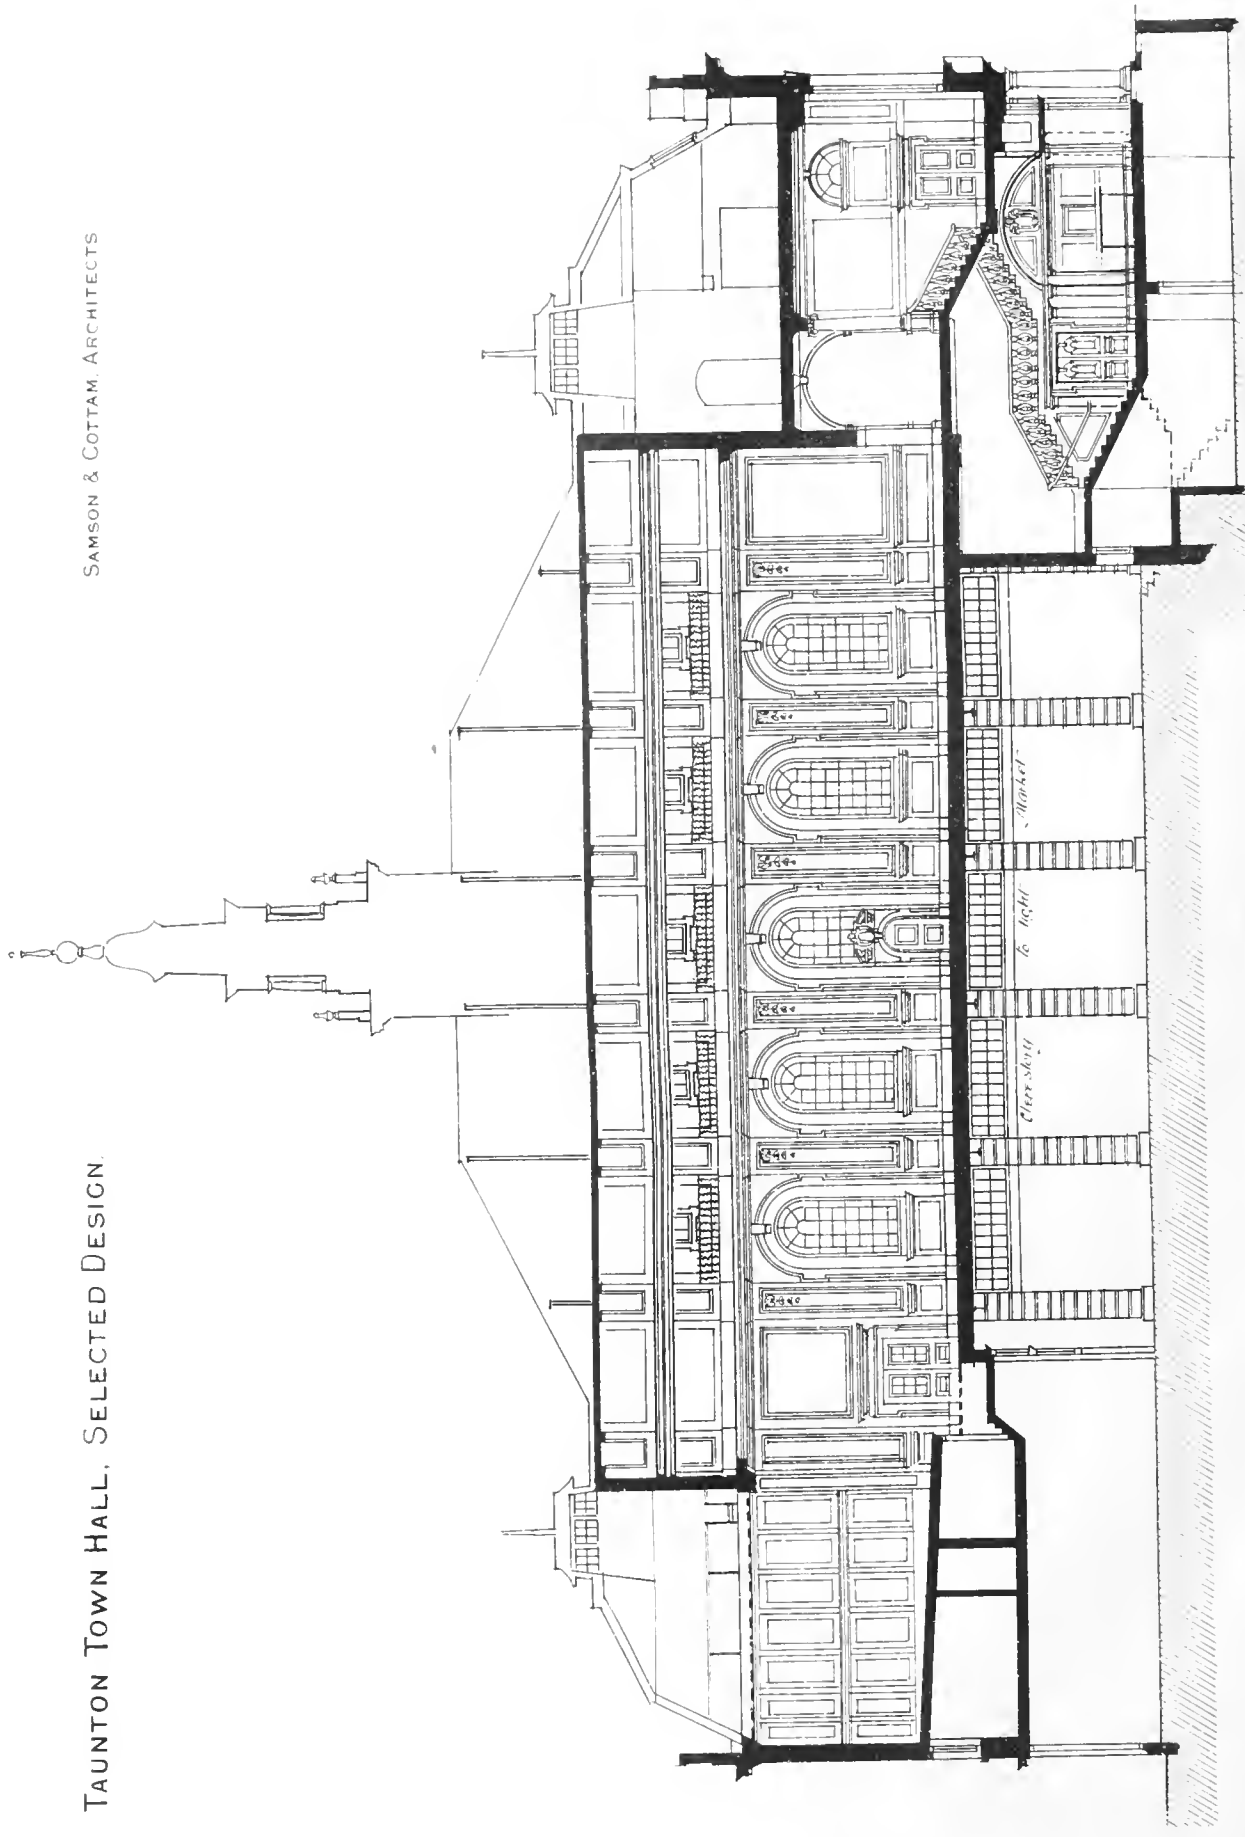 TAUNTON TOWN HALL, SELECTED DESIGN.
SAMSON & COTTAM, ARCHITECTS
Clerestory to light Market